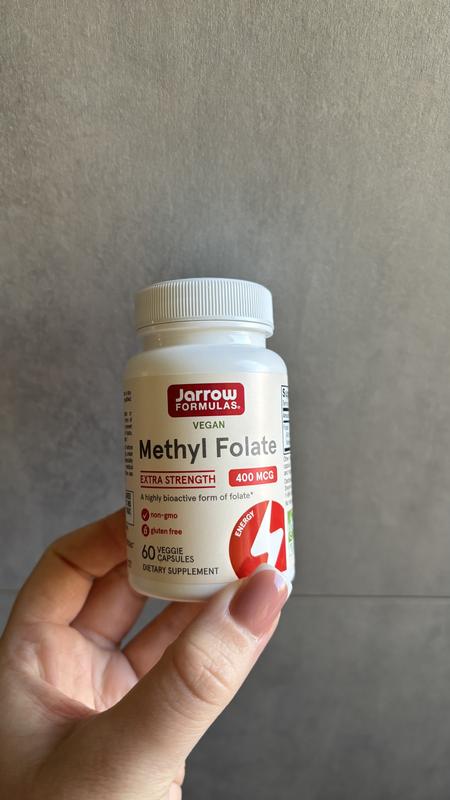 Jarrow
FORMULAS®
VEGAN
Methyl Folate
EXTRA STRENGTH
400 MCG
A highly bioactive form of folate*
non-gmo
gluten free
60 VEGGIE
CAPSULES
DIETARY SUPPLEMENT
ENERGY